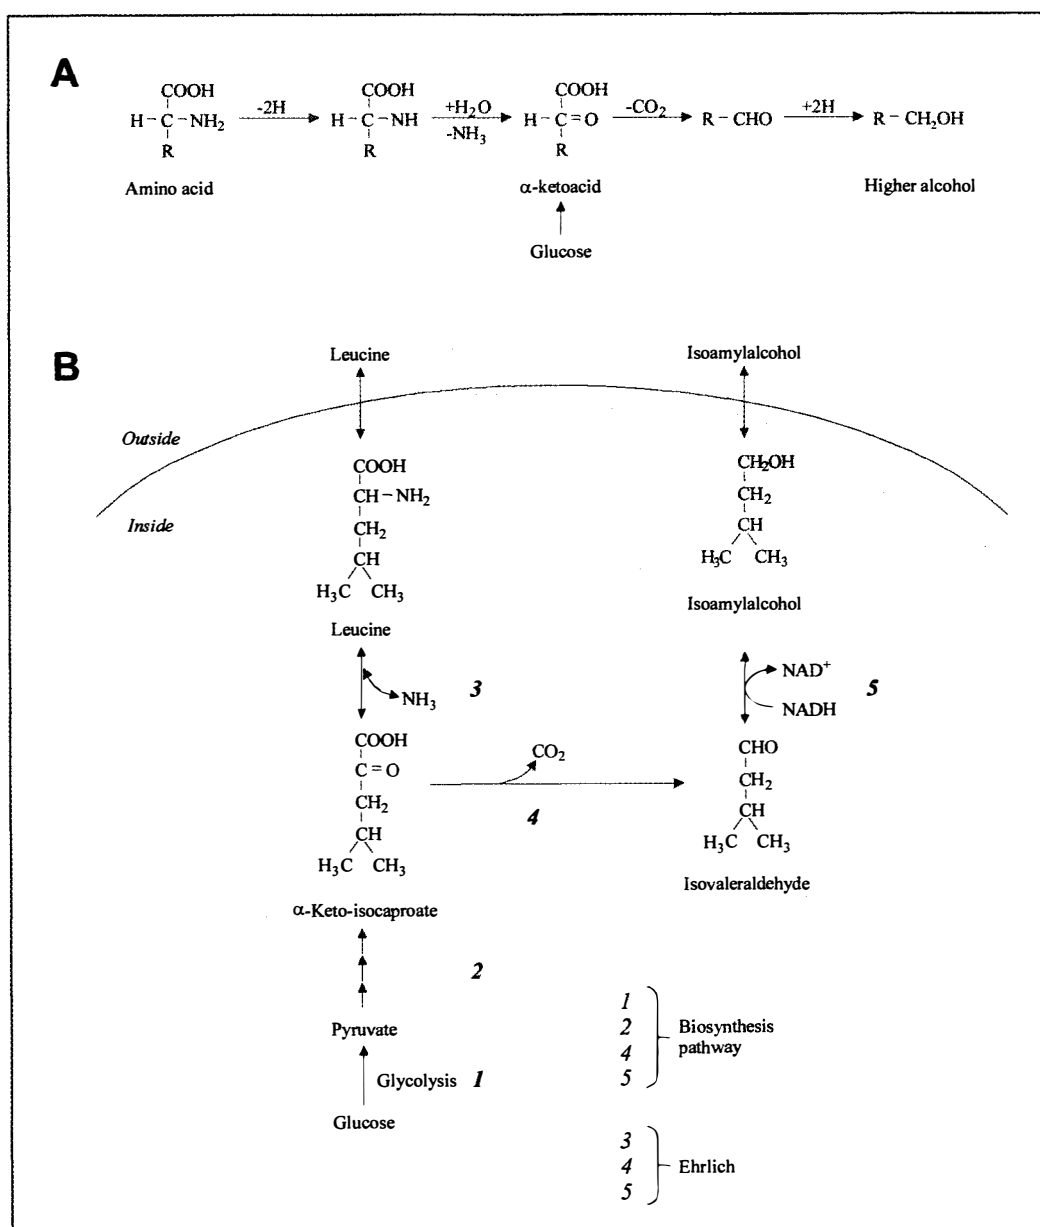 A
COOH COOH COOH
-2H +H2O -CO2 +2H
H – C – NH2 H – C – NH H – C = O R – CHO R – CH2OH
-NH3
R R R
Amino acid α-ketoacid Higher alcohol
Glucose
B
Leucine Isoamylalcohol
Outside
Inside
COOH CH2OH
CH – NH2 CH2
CH2 CH
CH H3C CH3
H3C CH3 Isoamylalcohol
Leucine
NH3 3 NAD+
NADH 5
COOH CHO
C = O CO2 CH2
CH2 4 CH
CH H3C CH3
H3C CH3 Isovaleraldehyde
α-Keto-isocaproate
2
Pyruvate
Glycolysis 1
Glucose
1
2 Biosynthesis
4 pathway
5
3
4 Ehrlich
5